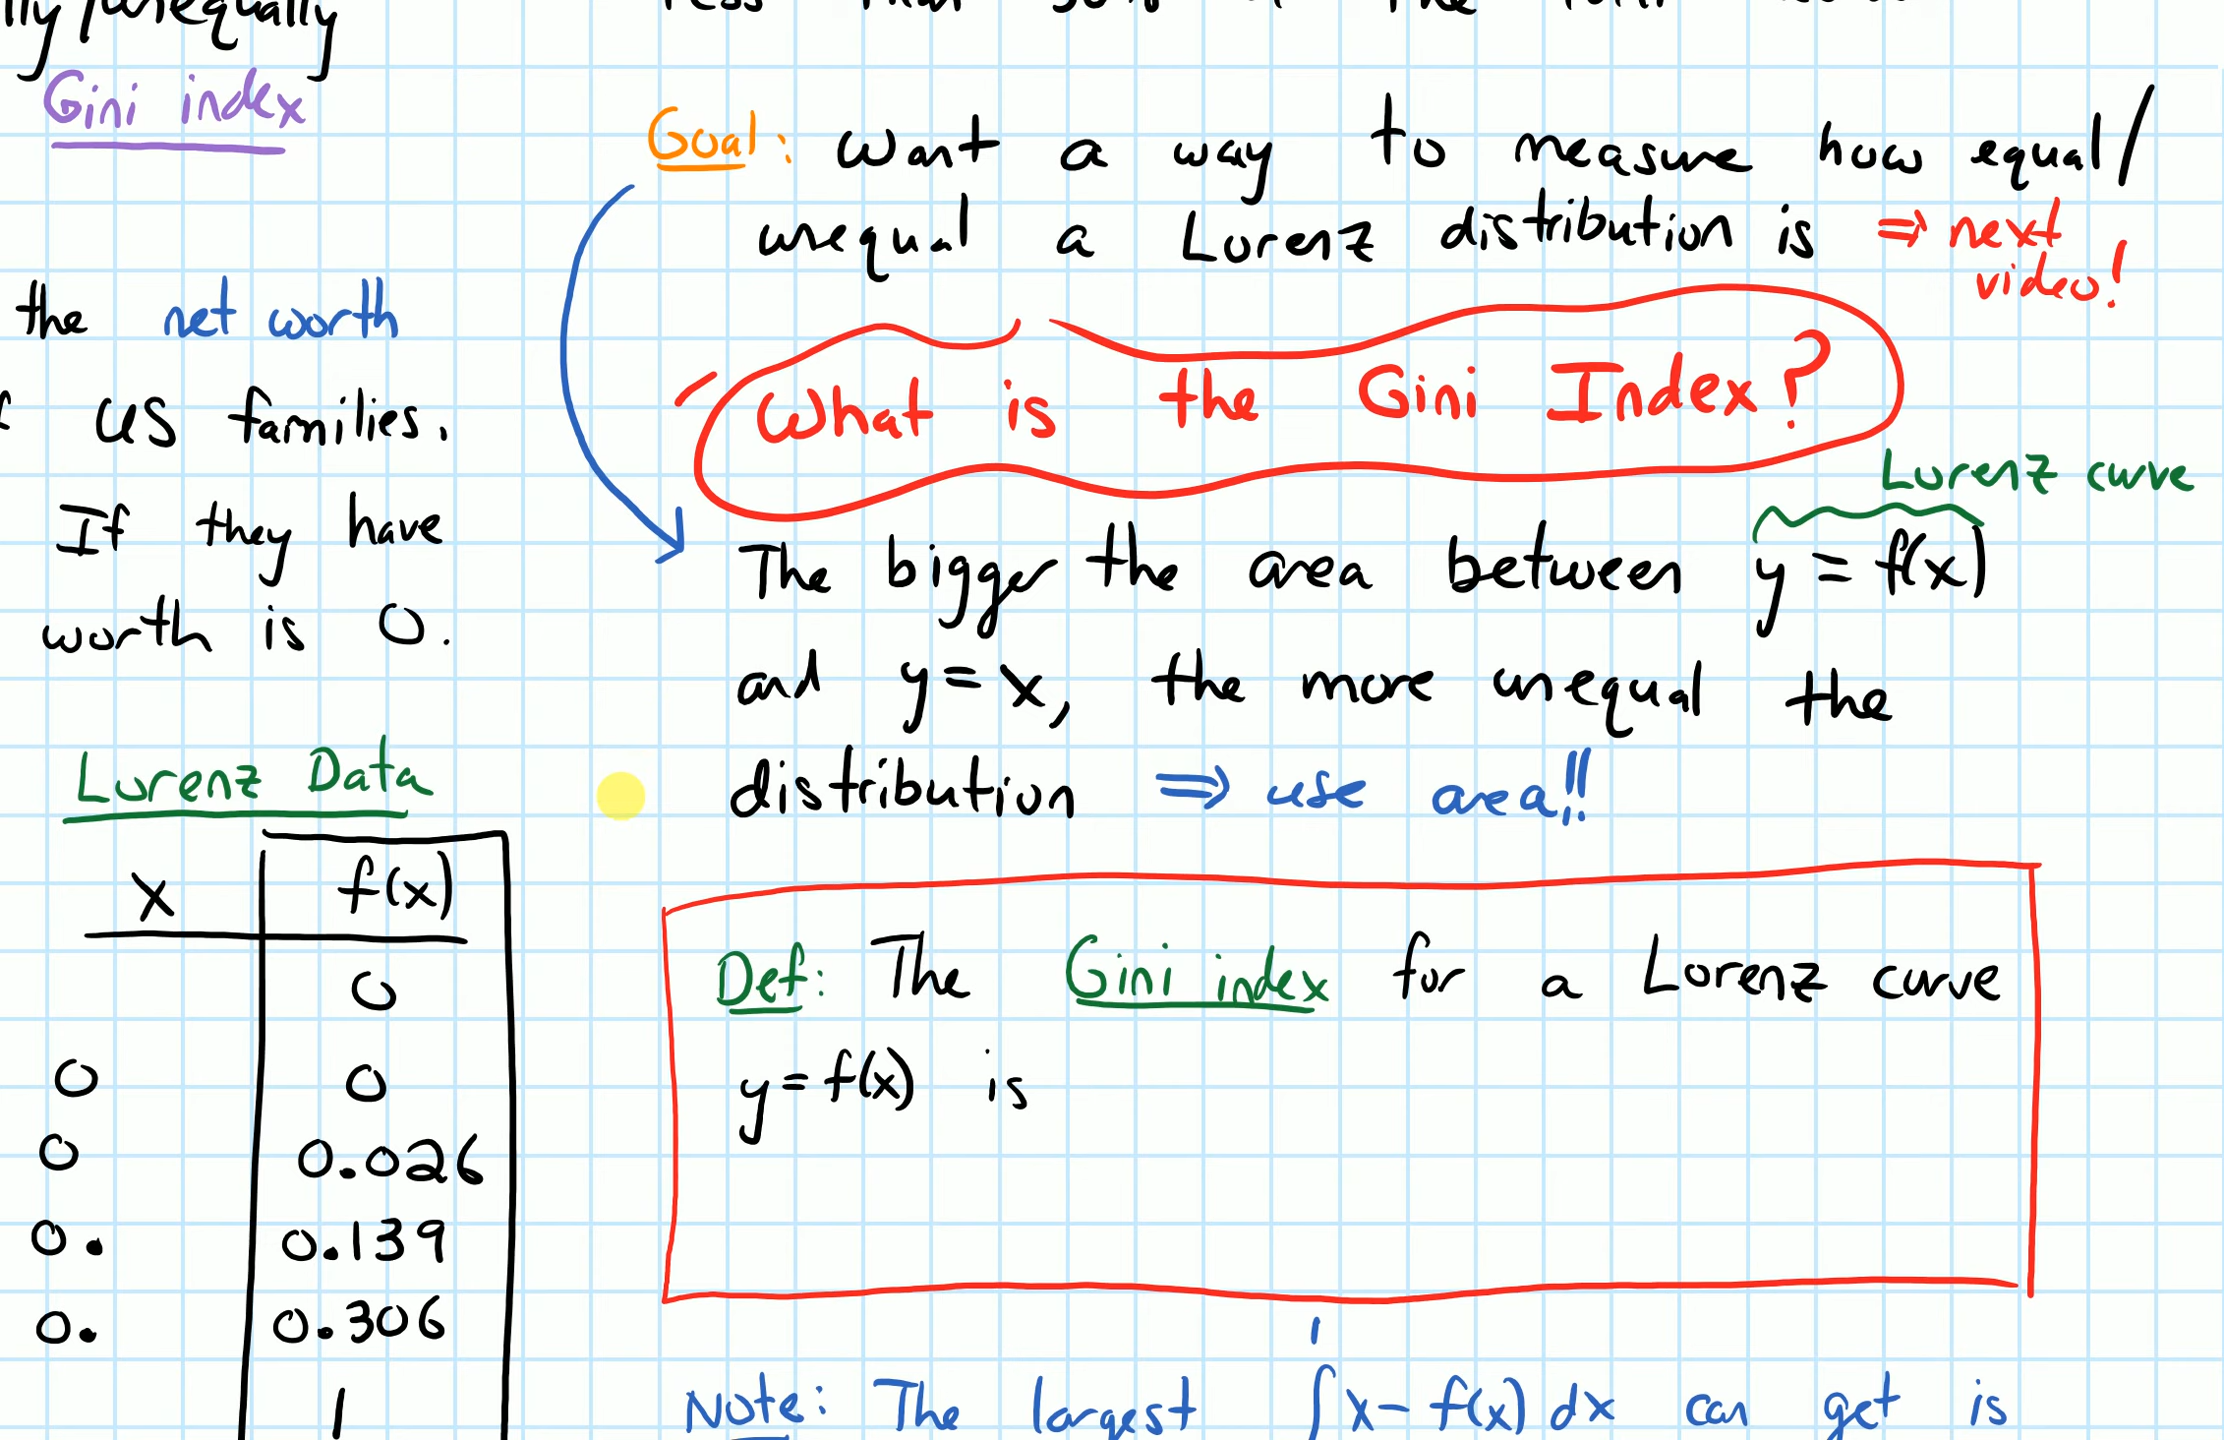 unequally
Gini index
the net worth
US families.
If they have
worth is 0.
Lorenz Data
x f(x)
0
0 0
0 0.026
0. 0.139
0. 0.306
1
Goal: Want a way to measure how equal/
unequal a Lorenz distribution is ⇒ next
video!
What is the Gini Index?
Lorenz curve
The bigger the area between y = f(x)
and y = x, the more unequal the
distribution ⇒ use area!!
Def: The Gini index for a Lorenz curve
y = f(x) is
Note: The largest ∫ x - f(x) dx can get is